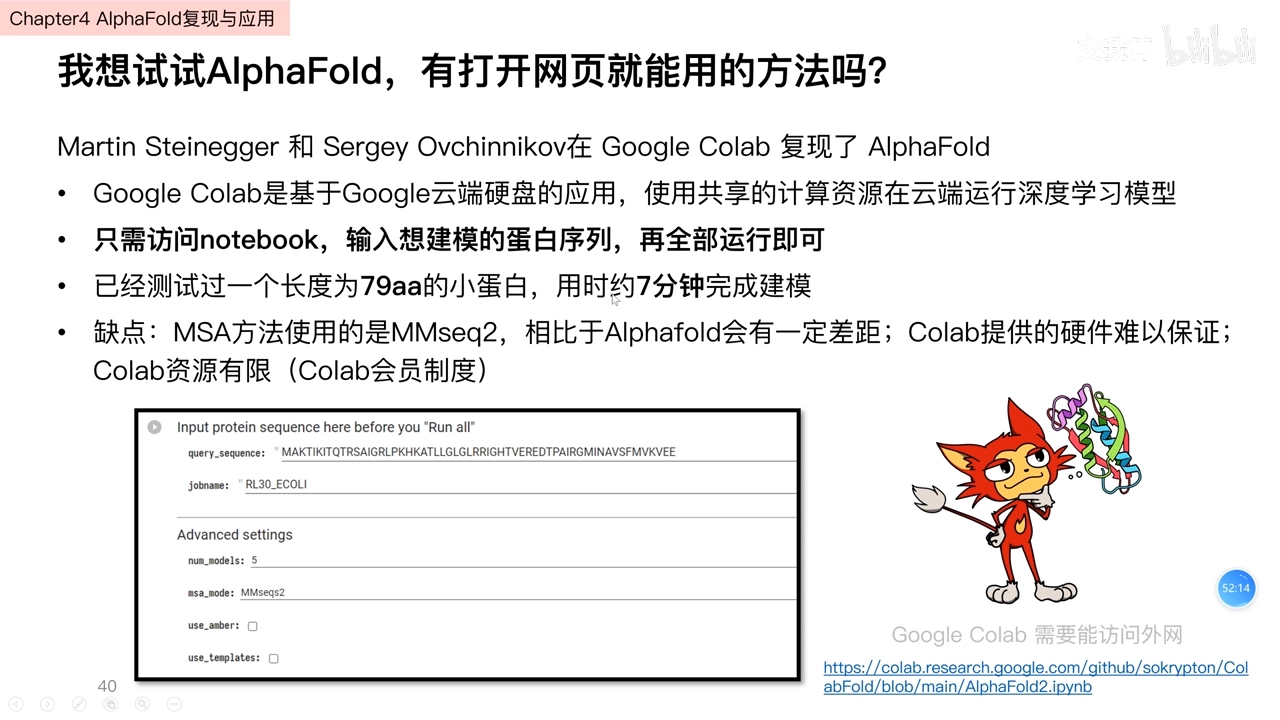 Chapter4 AlphaFold复现与应用
bilibili
我想试试AlphaFold，有打开网页就能用的方法吗？
Martin Steinegger 和 Sergey Ovchinnikov在 Google Colab 复现了 AlphaFold
• Google Colab是基于Google云端硬盘的应用，使用共享的计算资源在云端运行深度学习模型
• 只需访问notebook，输入想建模的蛋白序列，再全部运行即可
• 已经测试过一个长度为79aa的小蛋白，用时约7分钟完成建模
• 缺点：MSA方法使用的是MMseq2，相比于Alphafold会有一定差距；Colab提供的硬件难以保证；
Colab资源有限（Colab会员制度）
Input protein sequence here before you "Run all"
query_sequence: " MAKTIKITQTRSAIGRLPKHKATLLGLGLRRIGHTVEREDTPAIRGMINAVSFMVKVEE
jobname: " RL30_ECOLI
Advanced settings
num_models: 5
msa_mode: MMseqs2
use_amber:
use_templates:
52:14
Google Colab 需要能访问外网
https://colab.research.google.com/github/sokrypton/Col
abFold/blob/main/AlphaFold2.ipynb
40